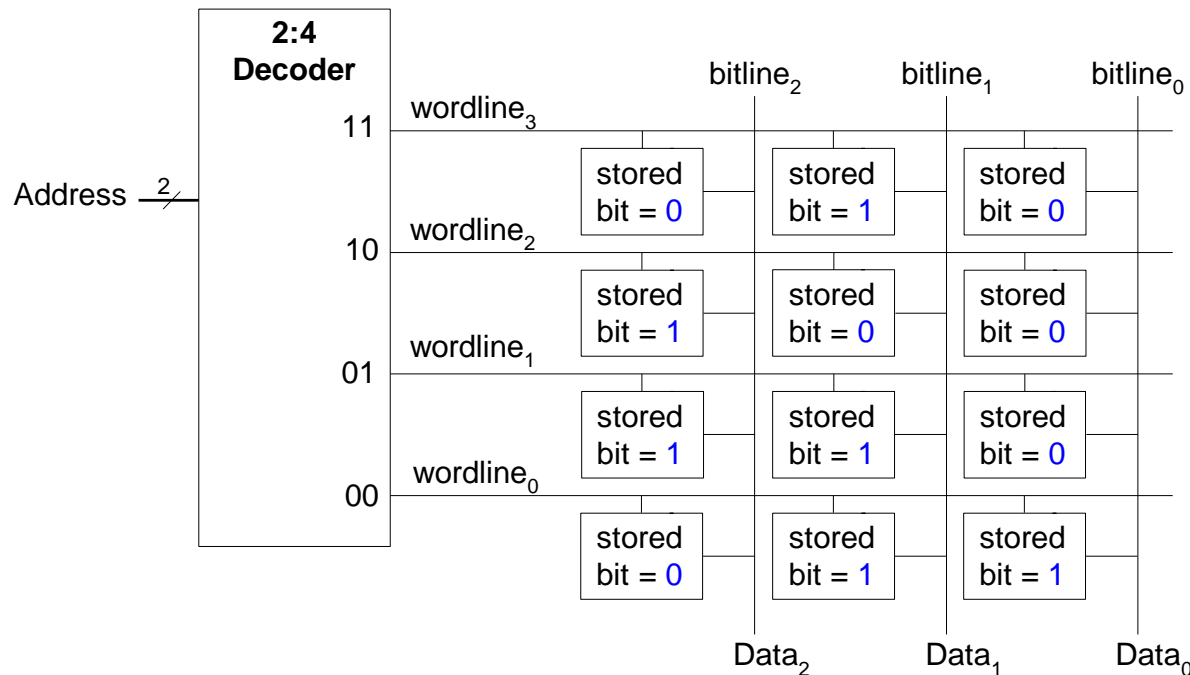 2:4
Decoder
bitline₂
bitline₁
bitline₀
wordline₃
11
stored
bit = 0
stored
bit = 1
stored
bit = 0
2
Address
wordline₂
10
stored
bit = 1
stored
bit = 0
stored
bit = 0
wordline₁
01
stored
bit = 1
stored
bit = 1
stored
bit = 0
wordline₀
00
stored
bit = 0
stored
bit = 1
stored
bit = 1
Data₂
Data₁
Data₀